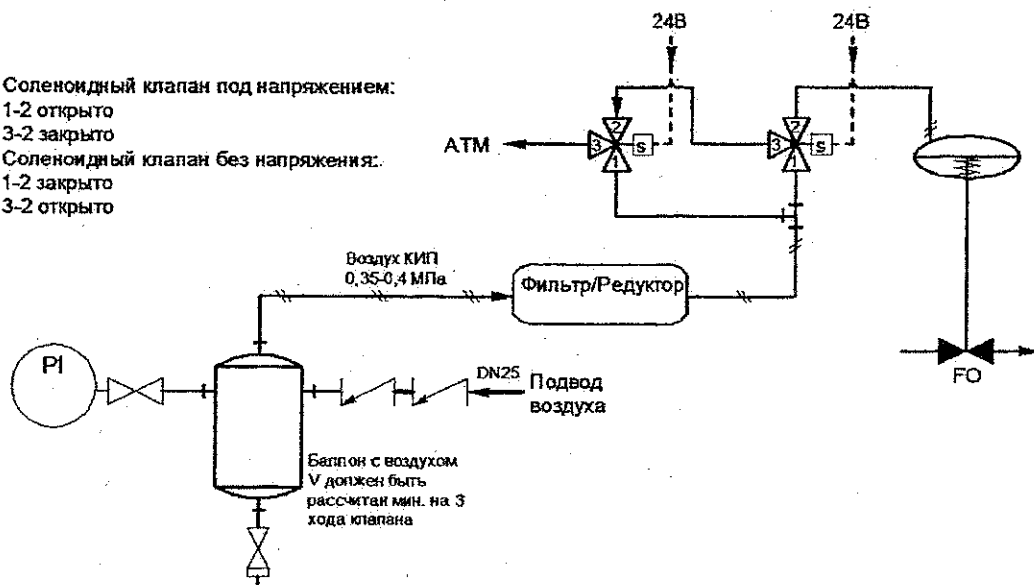 24В
24В
Соленоидный клапан под напряжением:
1-2 открыто
3-2 закрыто
Соленоидный клапан без напряжения:
1-2 закрыто
3-2 открыто
АТМ
2
3
S
1
2
3
S
1
Воздух КИП
0,35-0,4 МПа
Фильтр/Редуктор
PI
DN25
Подвод
воздуха
FO
Баллон с воздухом
V должен быть
рассчитан мин. на 3
хода клапана